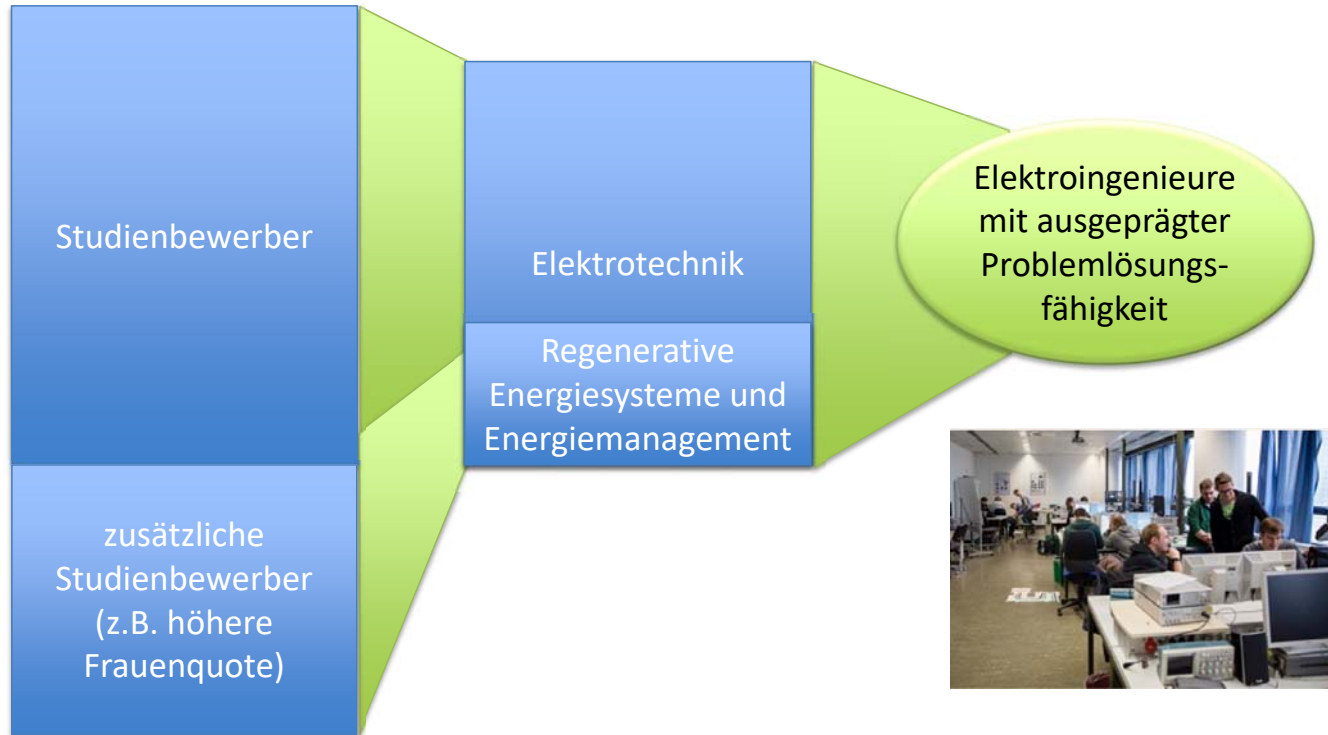 Studienbewerber
zusätzliche
Studienbewerber
(z.B. höhere
Frauenquote)
Elektrotechnik
Regenerative
Energiesysteme und
Energiemanagement
Elektroingenieure
mit ausgeprägter
Problemlösungs-
fähigkeit